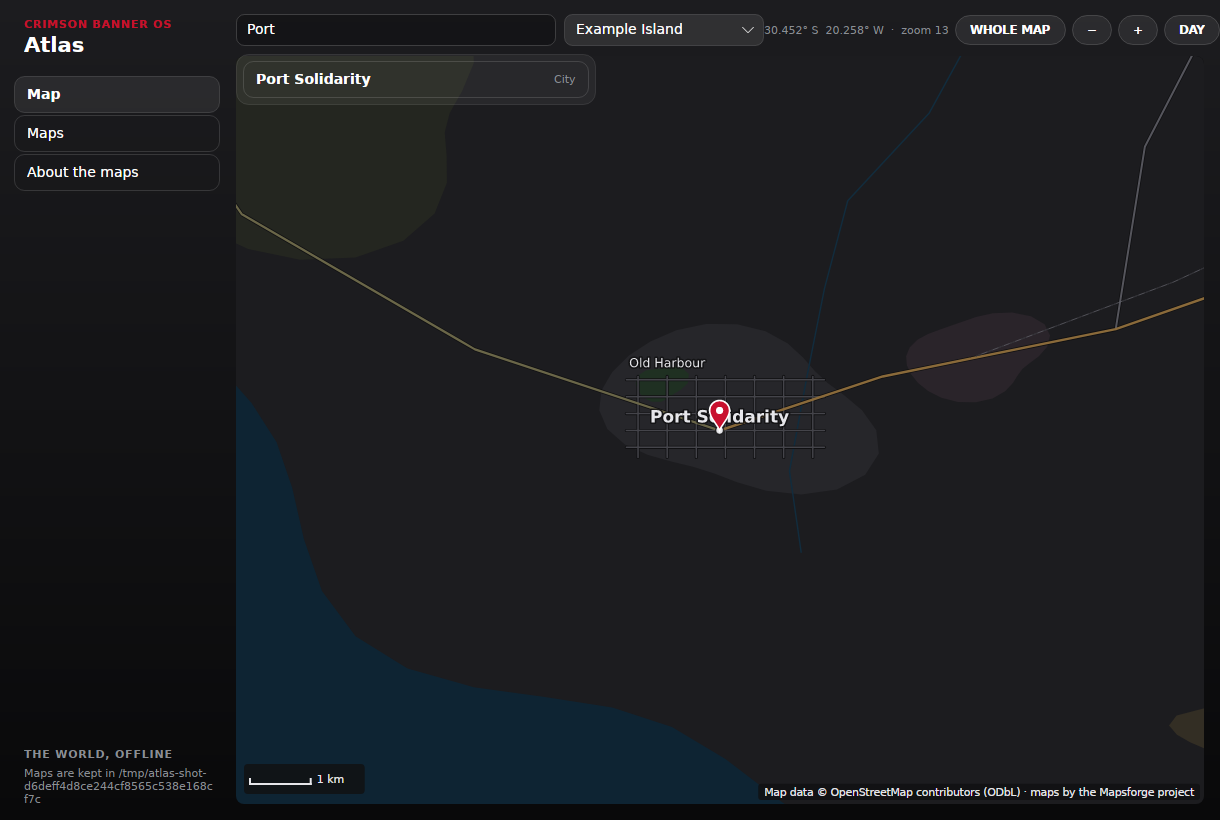 CRIMSON BANNER OS
Atlas
Map
Maps
About the maps
THE WORLD, OFFLINE
Maps are kept in /tmp/atlas-shot-
d6deff4d8ce244cf8565c538e168c
f7c
Port
Example Island
30.452° S 20.258° W · zoom 13
WHOLE MAP
−
+
DAY
Port Solidarity
City
Old Harbour
Port Solidarity
1 km
Map data © OpenStreetMap contributors (ODbL) · maps by the Mapsforge project